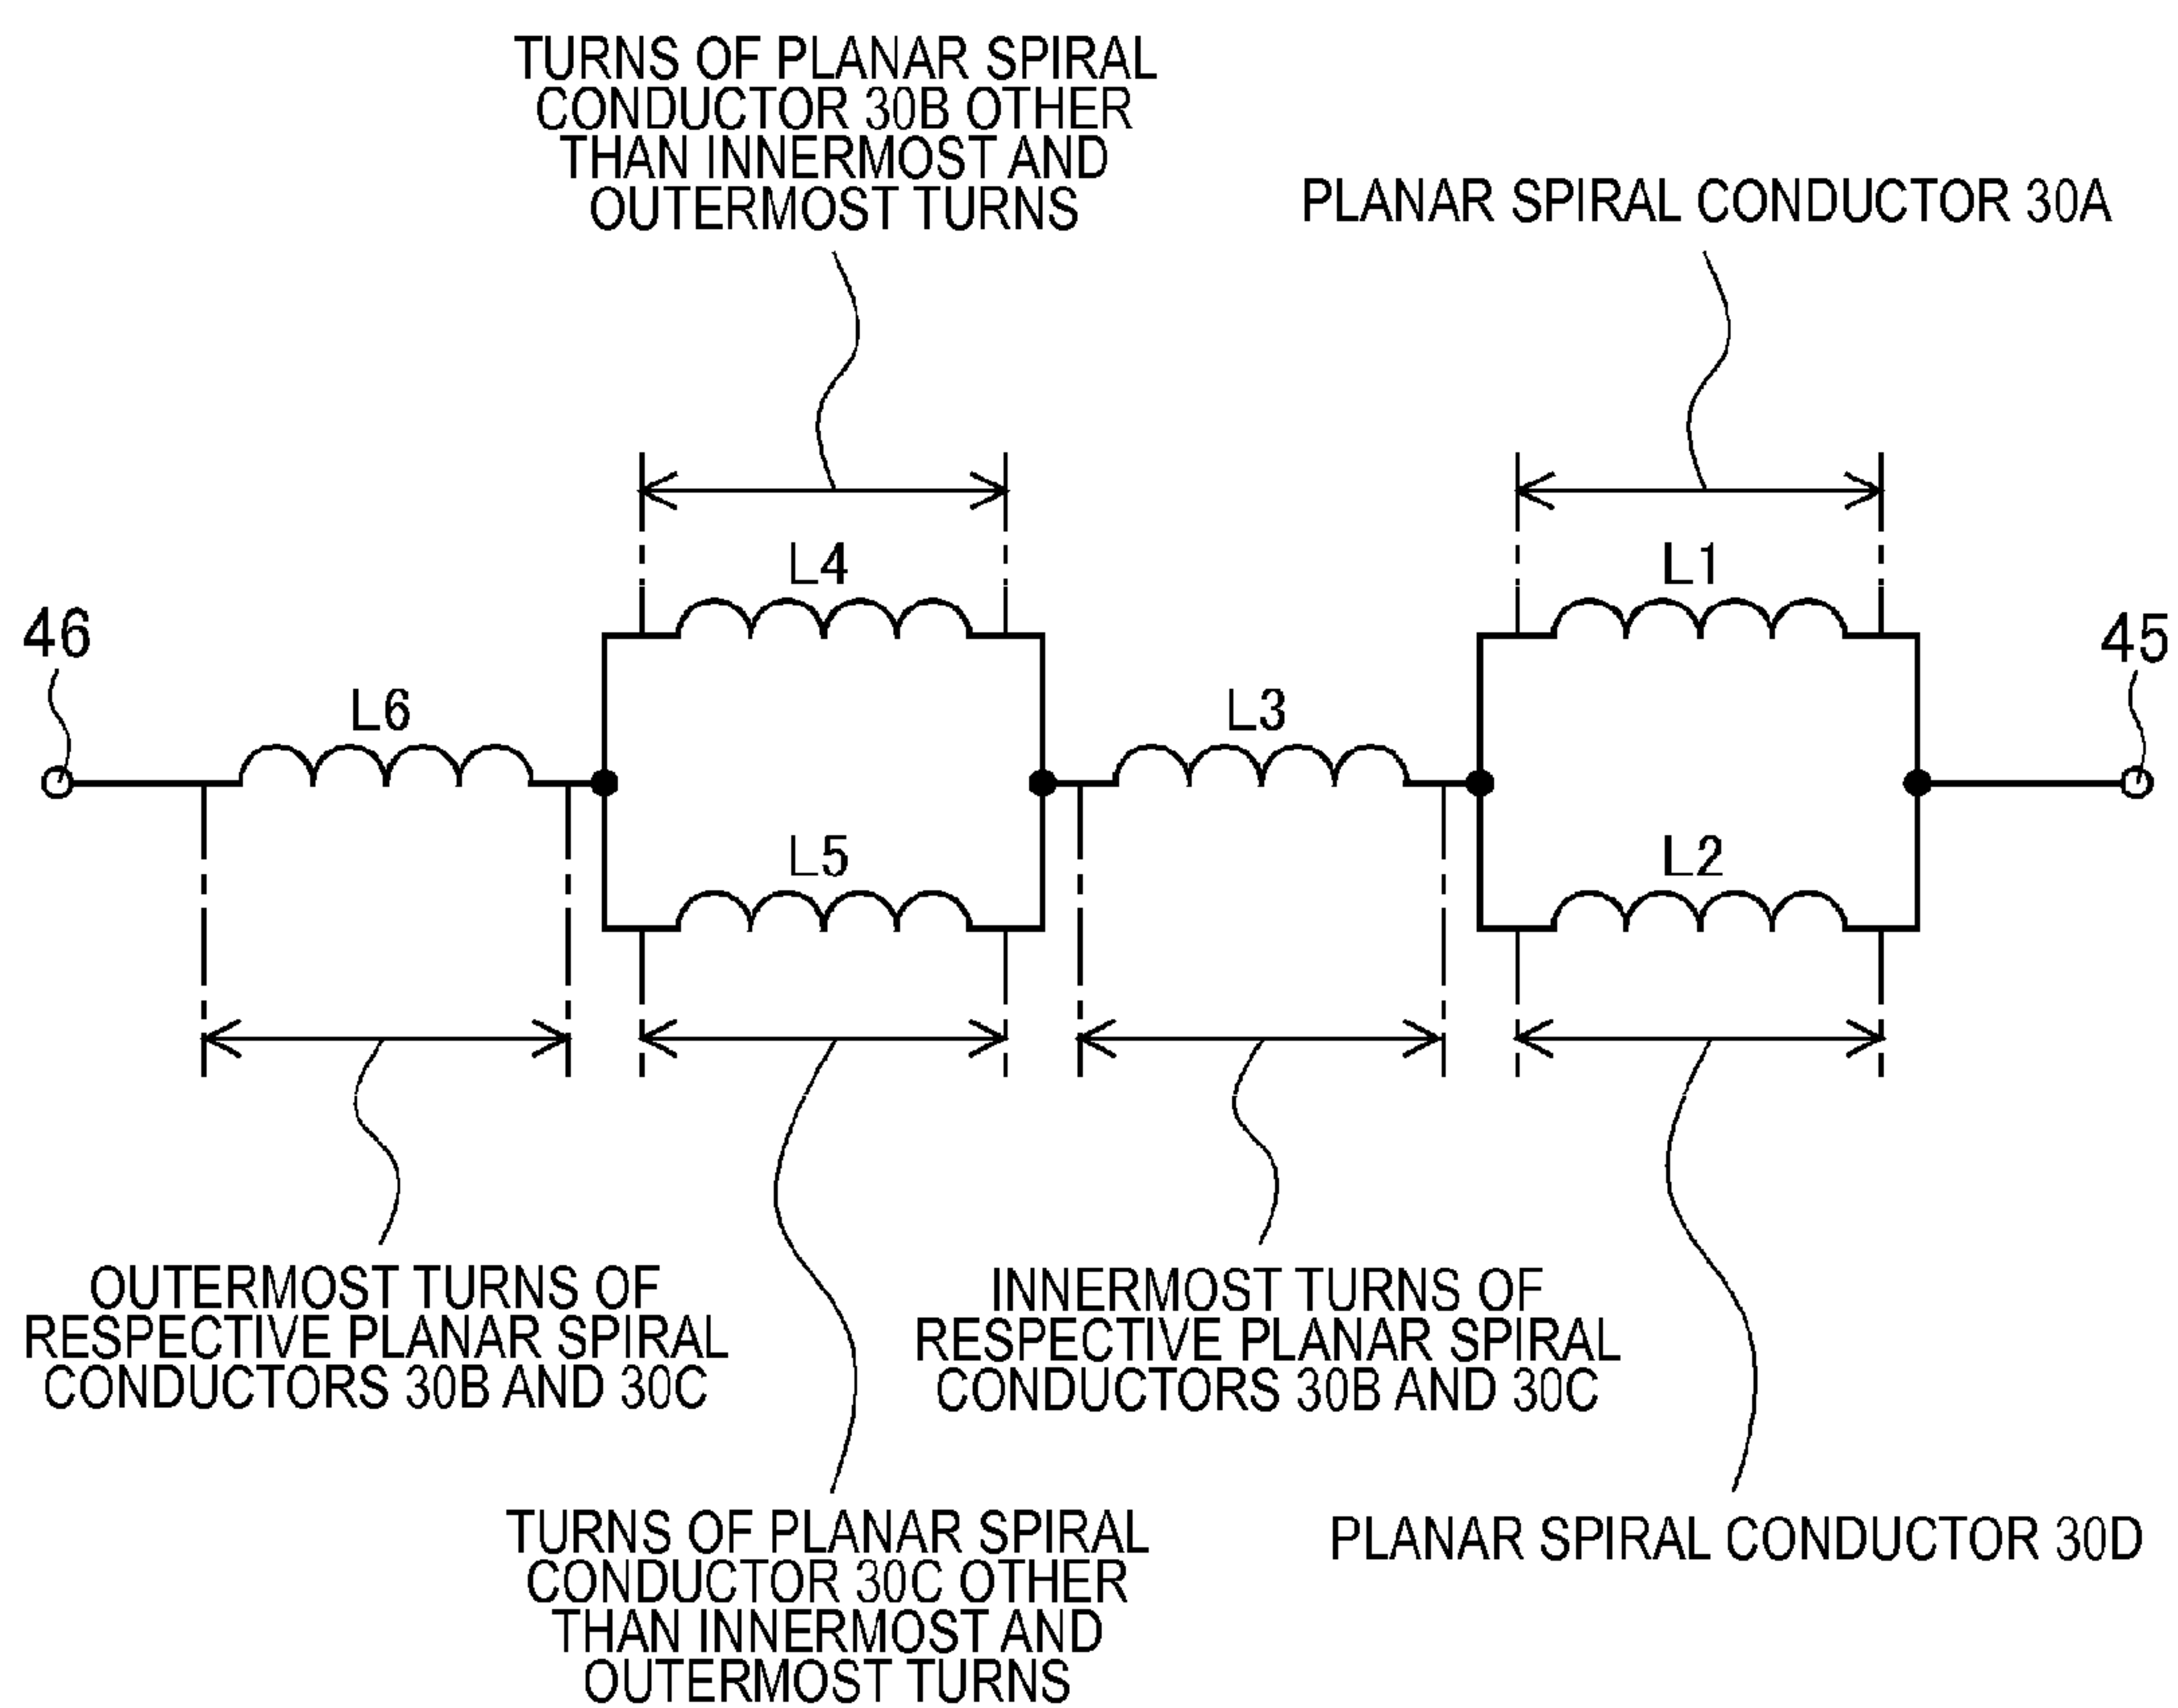 TURNS OF PLANAR SPIRAL
CONDUCTOR 30B OTHER
THAN INNERMOST AND
OUTERMOST TURNS
PLANAR SPIRAL CONDUCTOR 30A
L4
L1
46
45
L6
L3
L5
L2
OUTERMOST TURNS OF
RESPECTIVE PLANAR SPIRAL
CONDUCTORS 30B AND 30C
INNERMOST TURNS OF
RESPECTIVE PLANAR SPIRAL
CONDUCTORS 30B AND 30C
TURNS OF PLANAR SPIRAL
CONDUCTOR 30C OTHER
THAN INNERMOST AND
OUTERMOST TURNS
PLANAR SPIRAL CONDUCTOR 30D